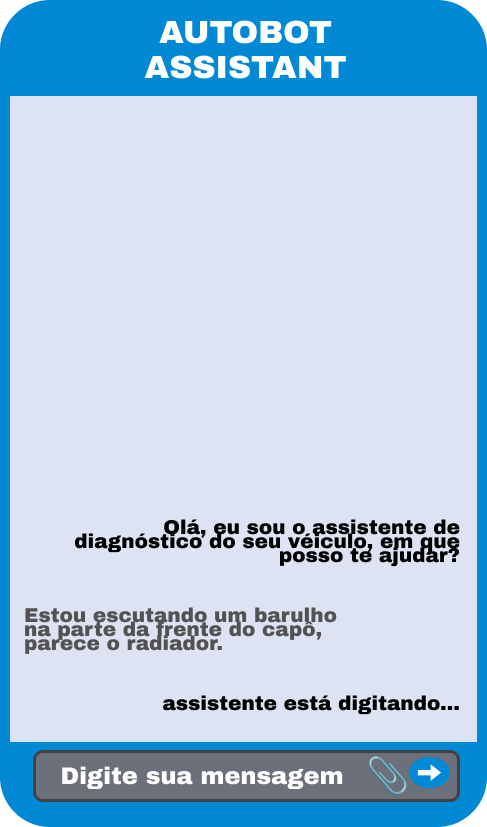 AUTOBOT
ASSISTANT
Olá, eu sou o assistente de
diagnóstico do seu véiculo, em que
posso te ajudar?
Estou escutando um barulho
na parte da frente do capô,
parece o radiador.
assistente está digitando...
Digite sua mensagem